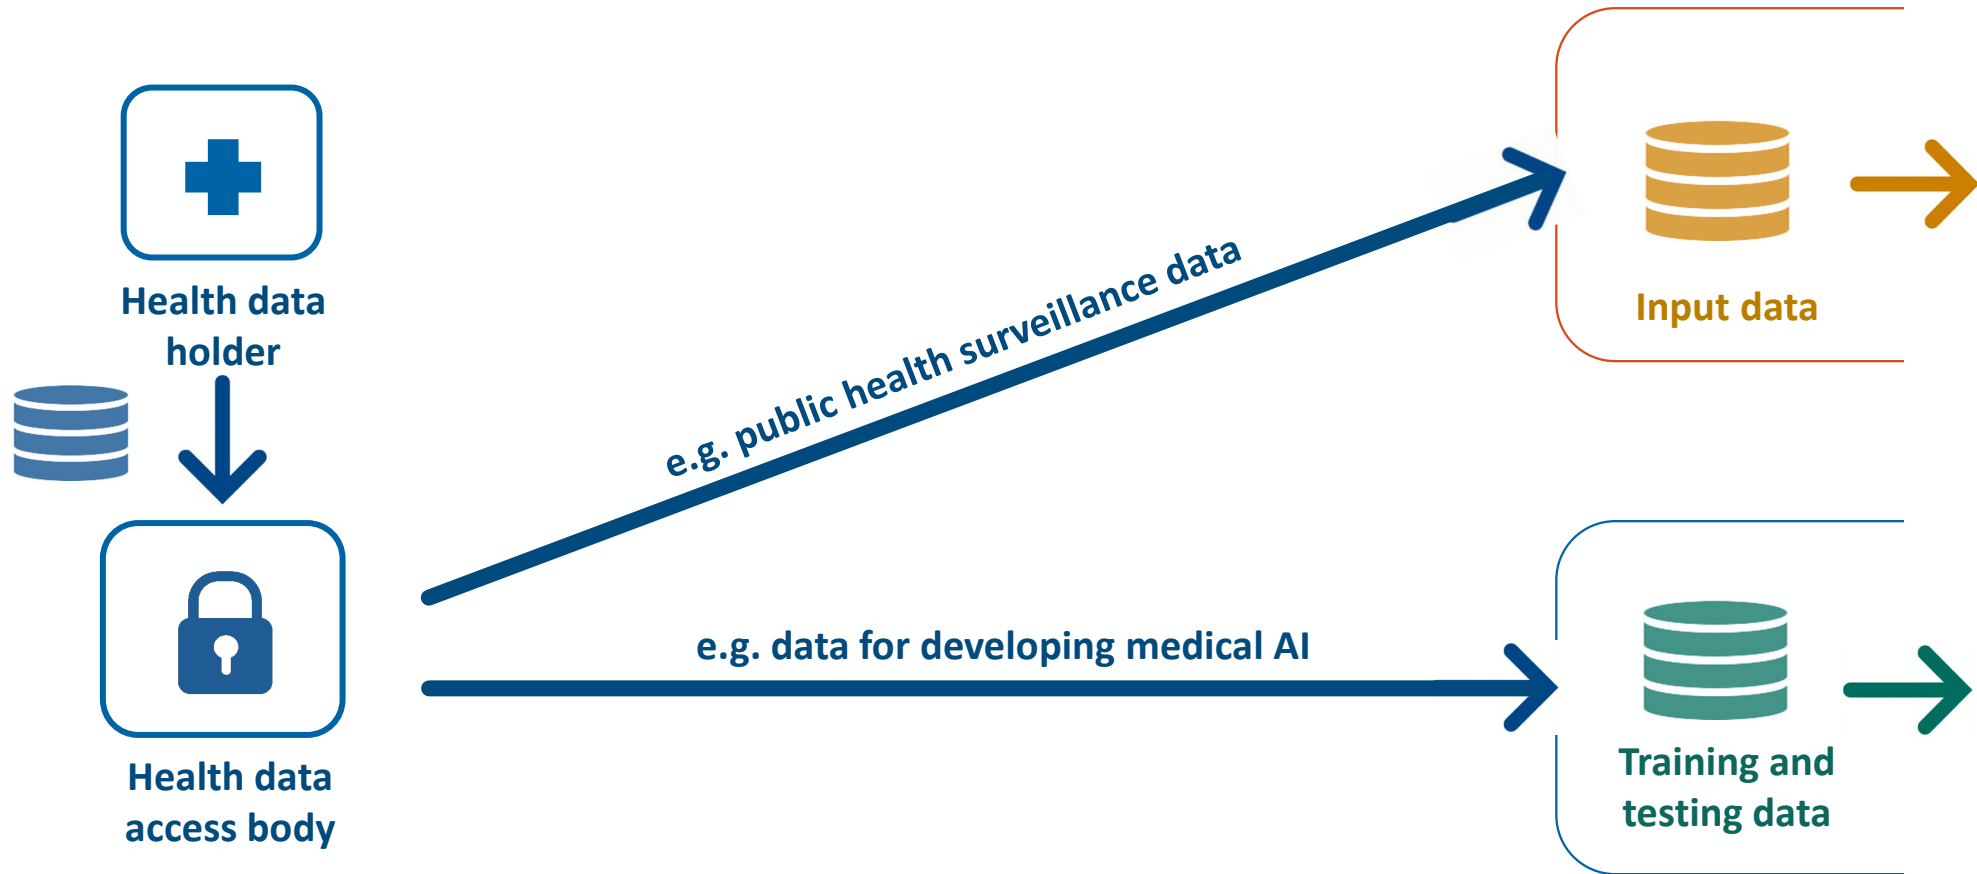 Health data
holder
Health data
access body
e.g. public health surveillance data
e.g. data for developing medical AI
Input data
Training and
testing data